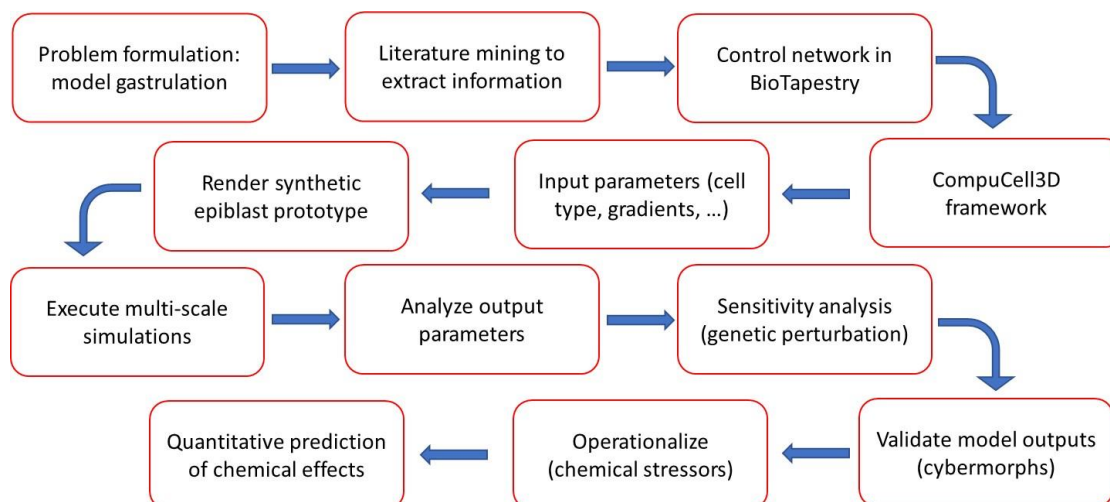 Problem formulation:
model gastrulation
Literature mining to
extract information
Control network in
BioTapestry
CompuCell3D
framework
Input parameters (cell
type, gradients, ...)
Render synthetic
epiblast prototype
Execute multi-scale
simulations
Analyze output
parameters
Sensitivity analysis
(genetic perturbation)
Validate model outputs
(cybermorphs)
Operationalize
(chemical stressors)
Quantitative prediction
of chemical effects